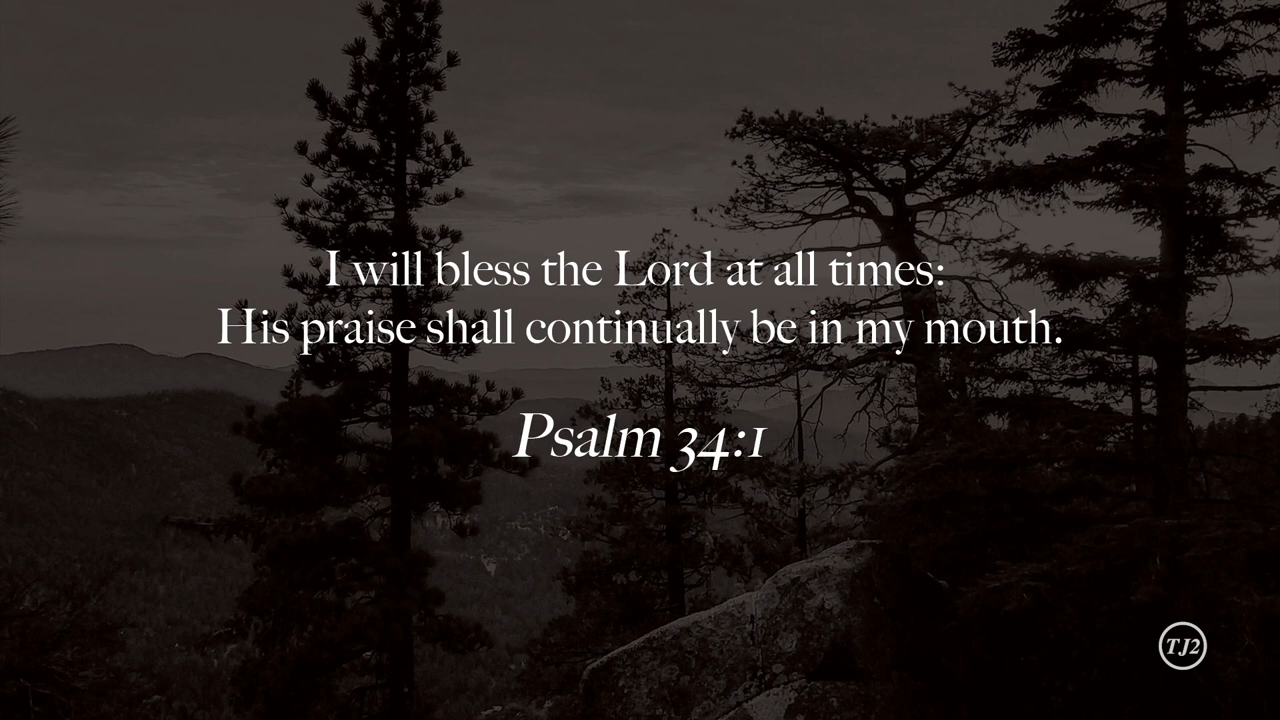 I will bless the Lord at all times:
His praise shall continually be in my mouth.
Psalm 34:1
TJ2